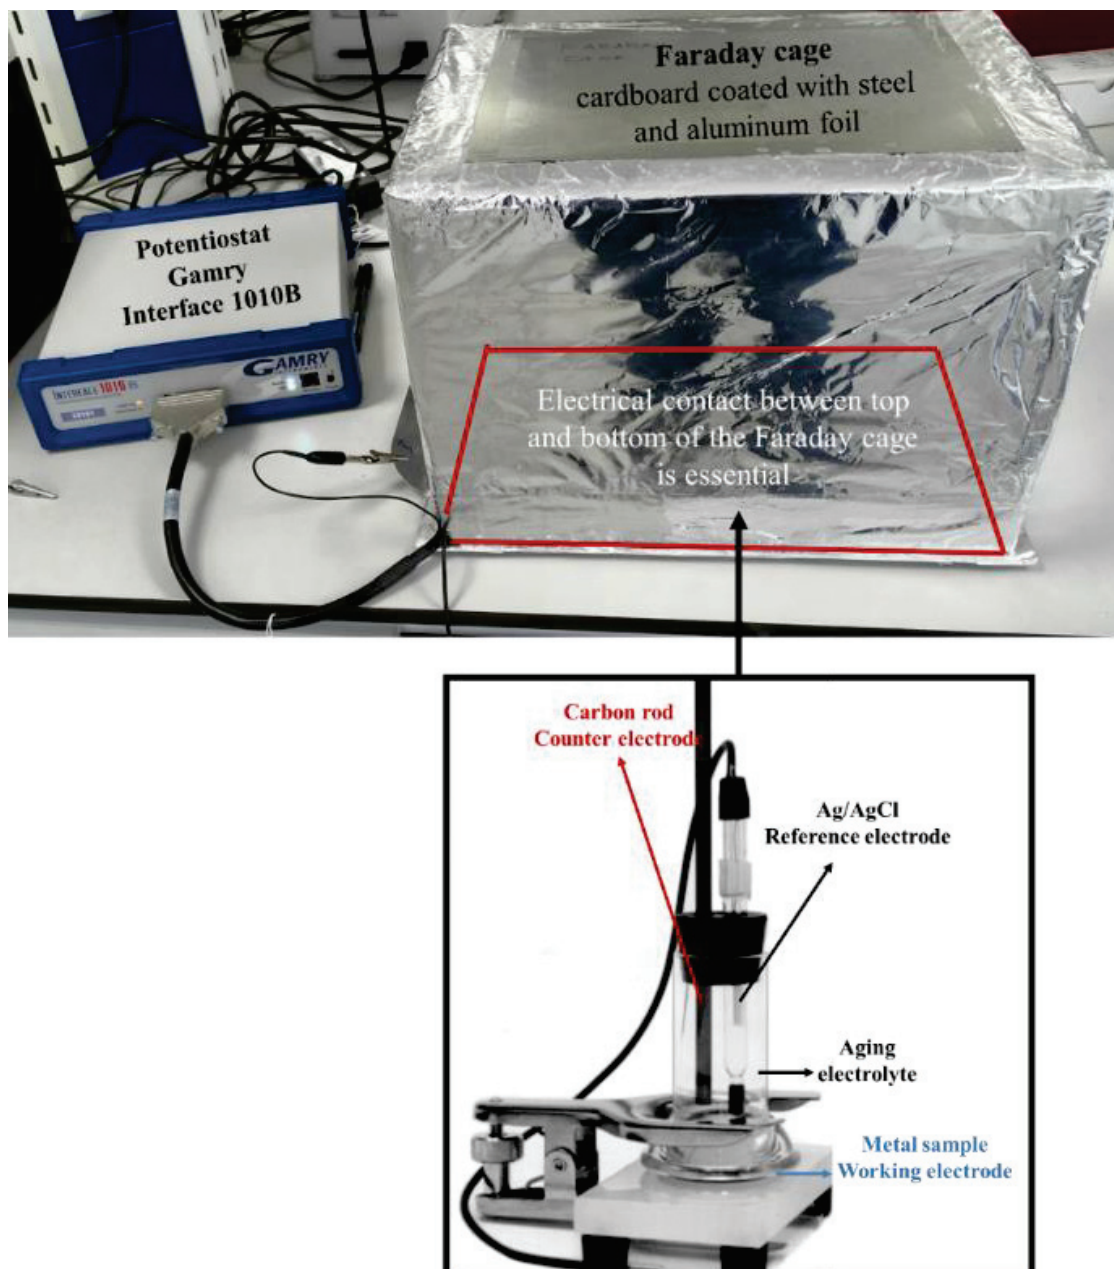 Faraday cage
cardboard coated with steel
and aluminum foil
Potentiostat
Gamry
Interface 1010B
GAMRY
INTERFACE 1010
Electrical contact between top
and bottom of the Faraday cage
is essential
Carbon rod
Counter electrode
Ag/AgCl
Reference electrode
Aging
electrolyte
Metal sample
Working electrode